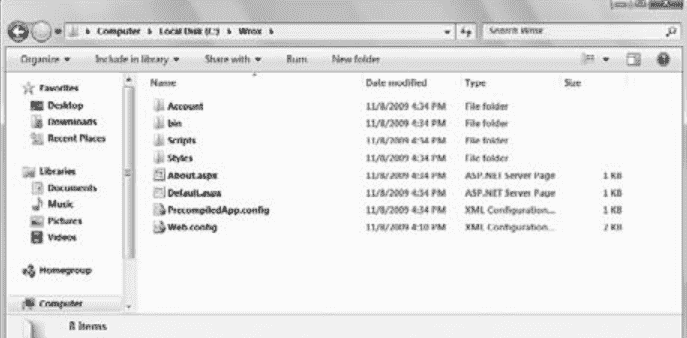 Computer ▸ Local Disk (C:) ▸ Wrox ▸ Search Wrox
Organize ▾ Include in library ▾ Share with ▾ Burn New folder
Name Date modified Type Size
Favorites
Desktop
Downloads
Recent Places
Libraries
Documents
Music
Pictures
Videos
Homegroup
Computer
Account 11/8/2009 4:34 PM File folder
bin 11/8/2009 4:34 PM File folder
Scripts 11/8/2009 4:34 PM File folder
Styles 11/8/2009 4:34 PM File folder
About.aspx 11/8/2009 4:34 PM ASP.NET Server Page 1 KB
Default.aspx 11/8/2009 4:34 PM ASP.NET Server Page 1 KB
PrecompiledApp.config 11/8/2009 4:34 PM XML Configuration... 1 KB
Web.config 11/8/2009 4:10 PM XML Configuration... 2 KB
8 items